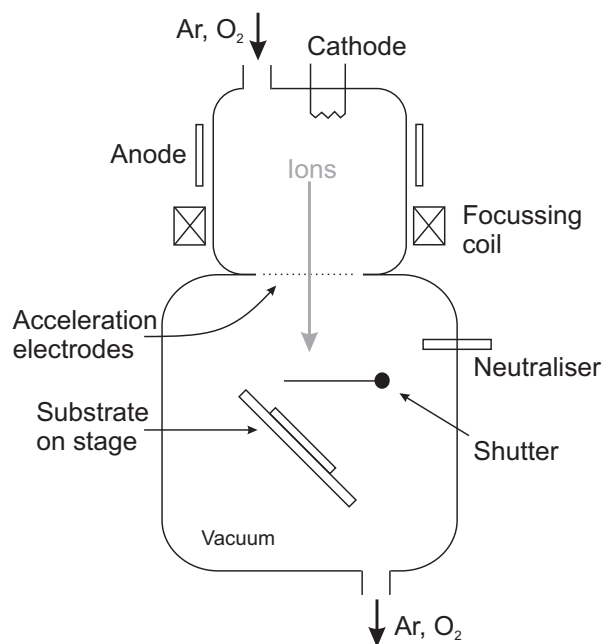 Ar, O2
Cathode
Anode
Ions
Focussing
coil
Acceleration
electrodes
Neutraliser
Substrate
on stage
Shutter
Vacuum
Ar, O2